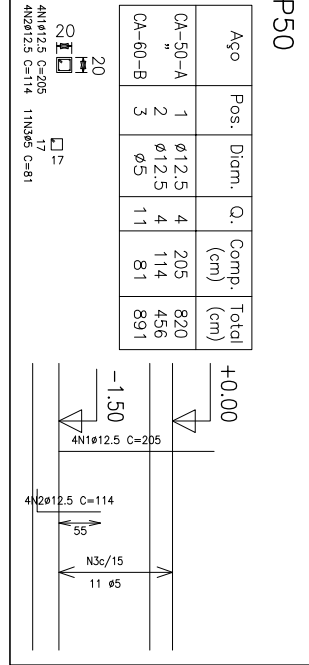 P50
Aço Pos. Diam. Q. Comp. (cm) Total (cm)
CA-50-A 1 ø12.5 4 205 820
" 2 ø12.5 4 114 456
CA-60-B 3 ø5 11 81 891
20
20
4N1ø12.5 C=205
4N2ø12.5 C=114
17
17
11N3ø5 C=81
+0.00
-1.50
4N1ø12.5 C=205
4N2ø12.5 C=114
55
N3c/15
11 ø5